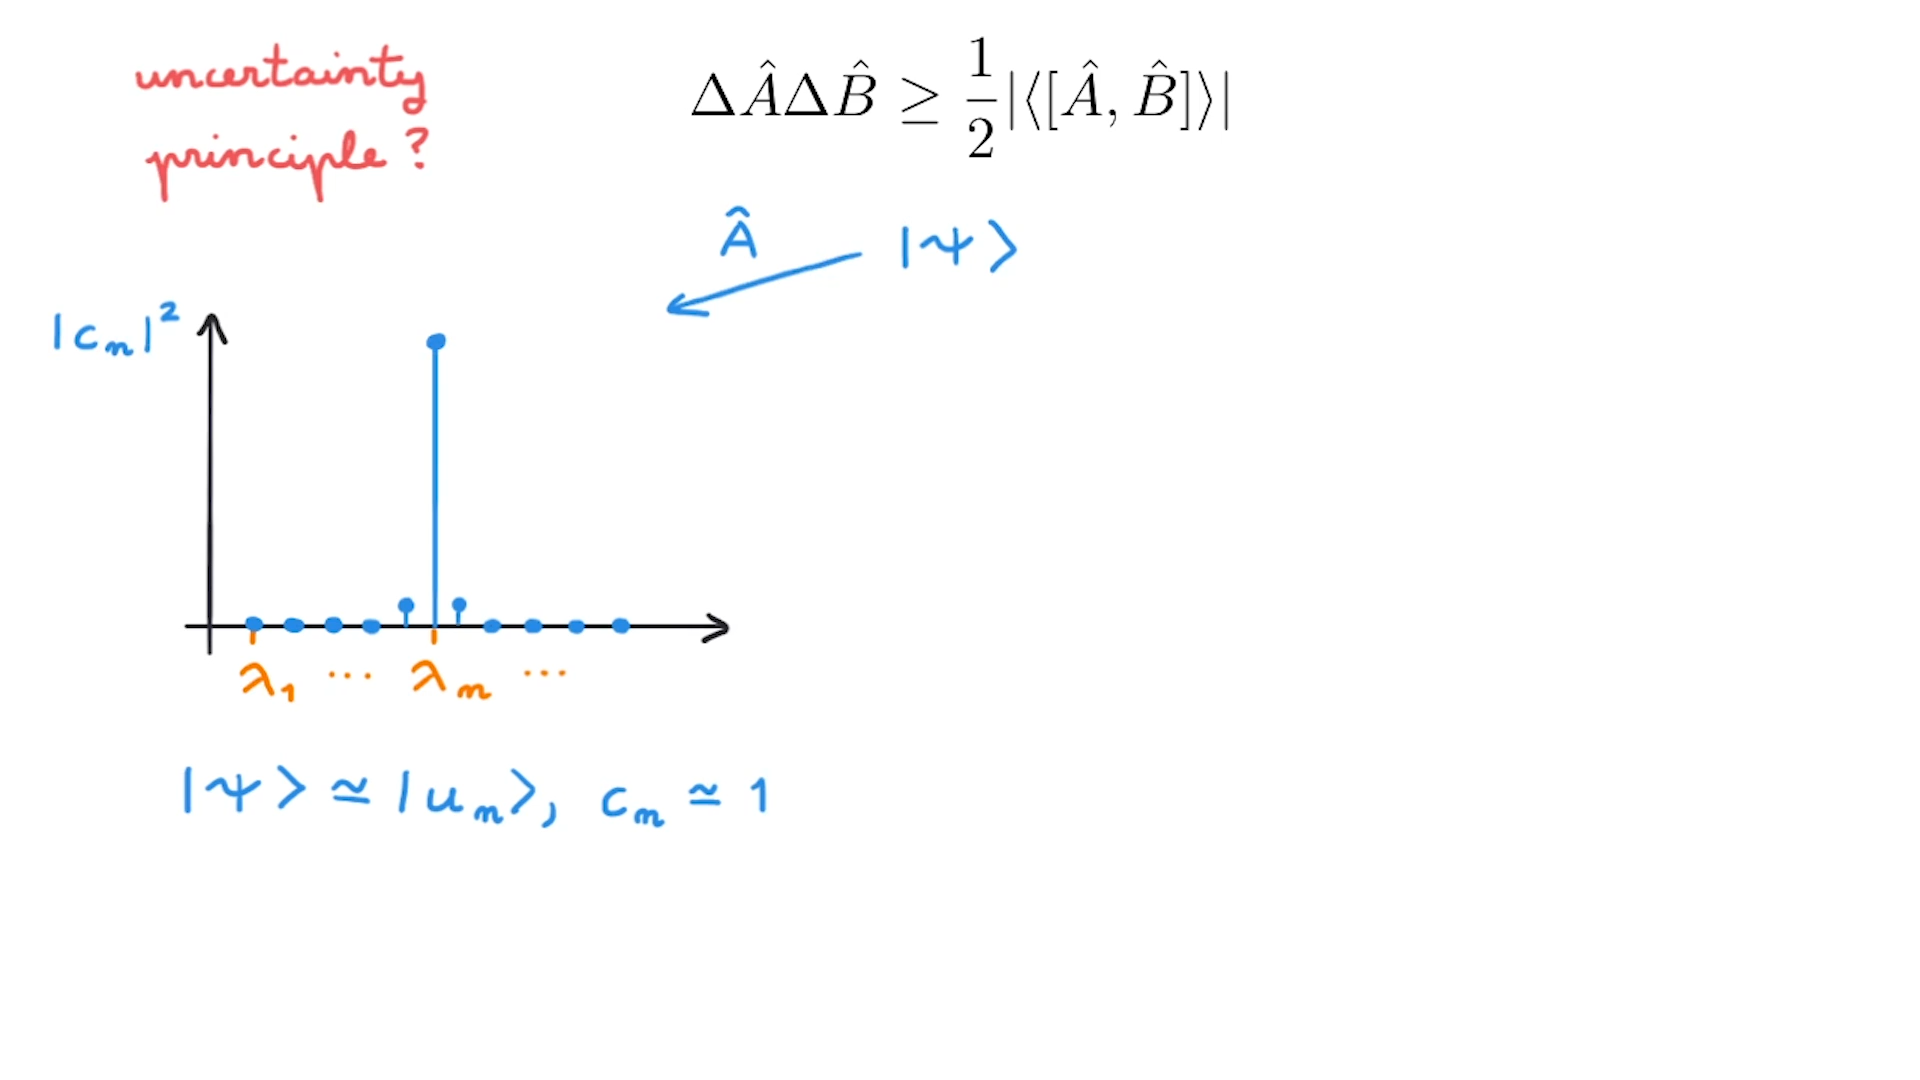 uncertainty
principle?
ΔÂΔB̂ ≥ 1/2 |⟨[Â, B̂]⟩|
Â
|ψ⟩
|cₙ|²
λ₁ ... λₙ ...
|ψ⟩ ≃ |uₙ⟩, cₙ ≃ 1